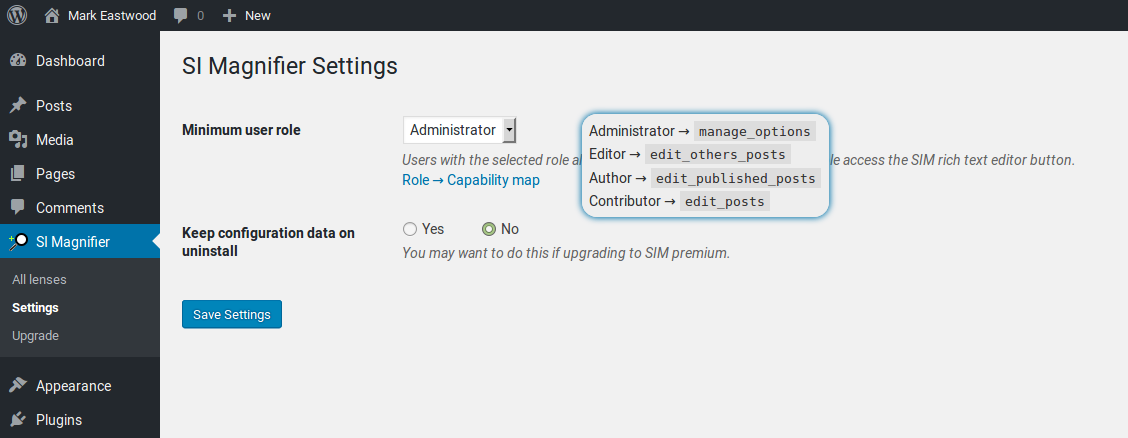 Mark Eastwood 0 New
Dashboard
Posts
Media
Pages
Comments
SI Magnifier
All lenses
Settings
Upgrade
Appearance
Plugins
SI Magnifier Settings
Minimum user role
Administrator
Users with the selected role a
le access the SIM rich text editor button.
Role → Capability map
Administrator → manage_options
Editor → edit_others_posts
Author → edit_published_posts
Contributor → edit_posts
Keep configuration data on
uninstall
Yes No
You may want to do this if upgrading to SIM premium.
Save Settings